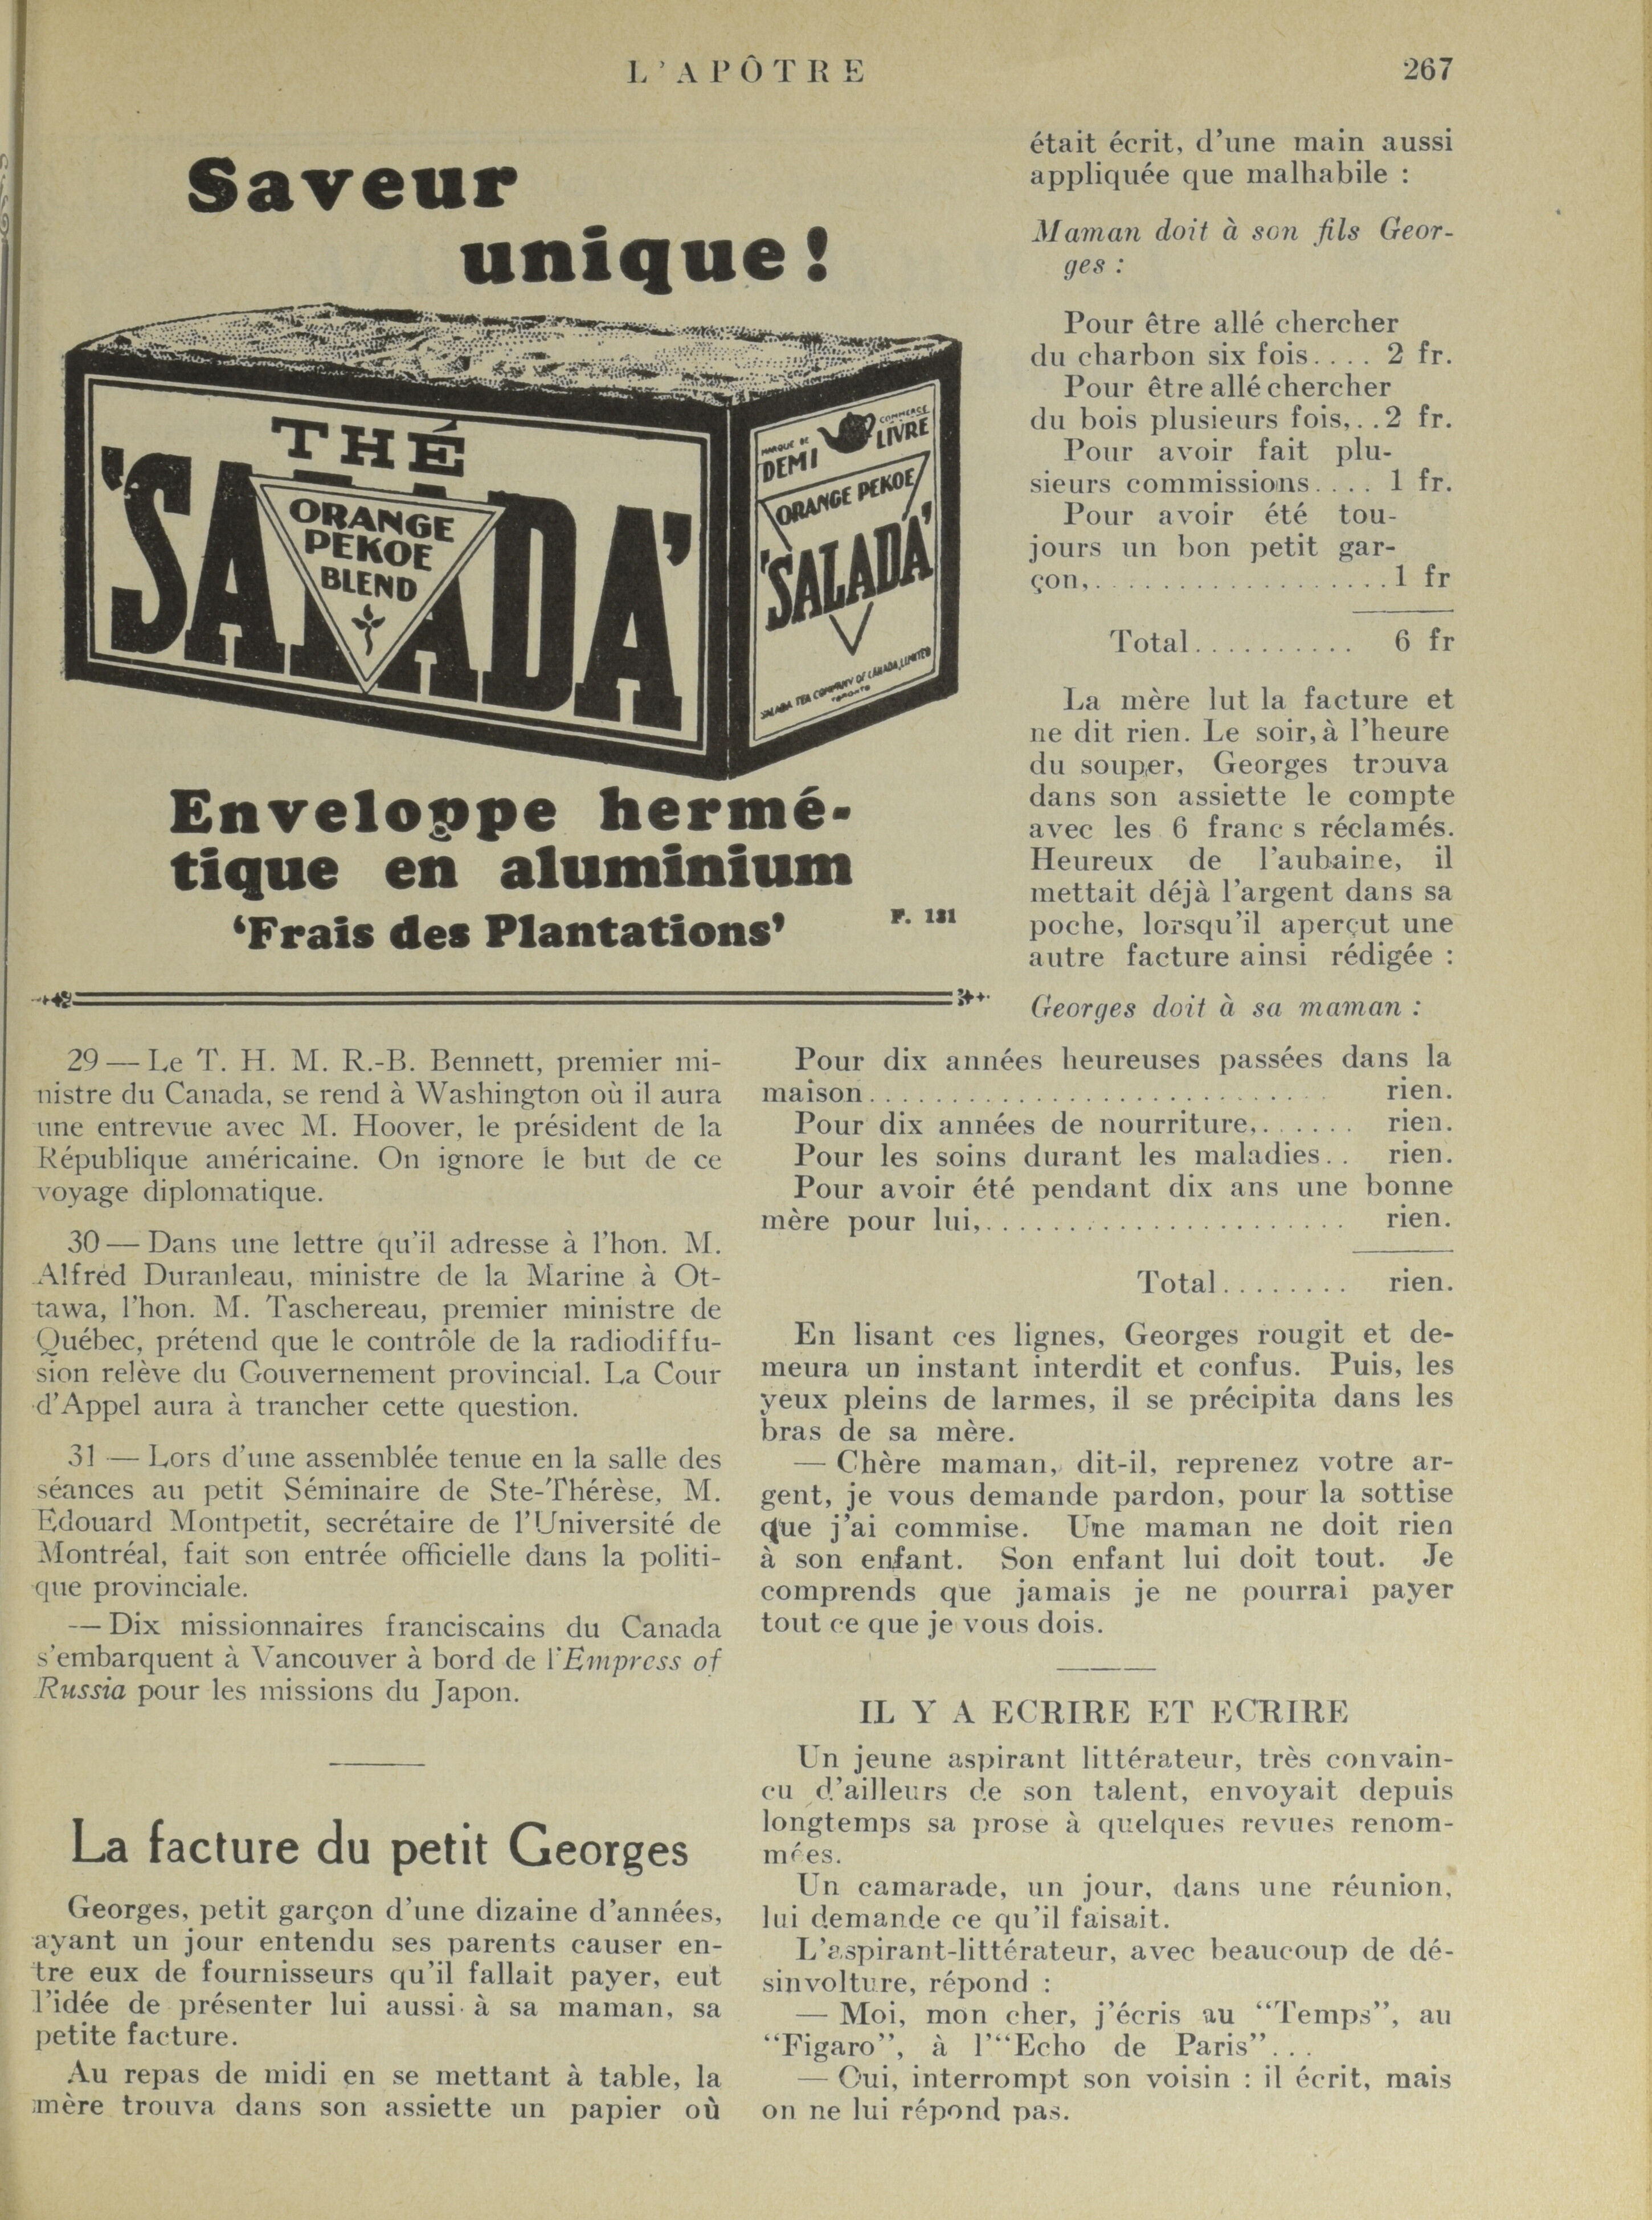 L'APÔTRE
267
Saveur
unique!
THÉ
'SALADA'
ORANGE
PEKOE
BLEND
MARQUE DE COMMERSE
DEMI LIVRE
ORANGE PEKOE
'SALADA'
SALADA TEA COMPANY OF CANADA, LIMITED
TORONTO
Enveloppe hermé-
tique en aluminium
'Frais des Plantations'
F. 131
29 — Le T. H. M. R.-B. Bennett, premier mi-
nistre du Canada, se rend à Washington où il aura
une entrevue avec M. Hoover, le président de la
République américaine. On ignore le but de ce
voyage diplomatique.
30 — Dans une lettre qu'il adresse à l'hon. M.
Alfred Duranleau, ministre de la Marine à Ot-
tawa, l'hon. M. Taschereau, premier ministre de
Québec, prétend que le contrôle de la radiodiffu-
sion relève du Gouvernement provincial. La Cour
d'Appel aura à trancher cette question.
31 — Lors d'une assemblée tenue en la salle des
séances au petit Séminaire de Ste-Thérèse, M.
Edouard Montpetit, secrétaire de l'Université de
Montréal, fait son entrée officielle dans la politi-
que provinciale.
— Dix missionnaires franciscains du Canada
s'embarquent à Vancouver à bord de l'Empress of
Russia pour les missions du Japon.
La facture du petit Georges
Georges, petit garçon d'une dizaine d'années,
ayant un jour entendu ses parents causer en-
tre eux de fournisseurs qu'il fallait payer, eut
l'idée de présenter lui aussi à sa maman, sa
petite facture.
Au repas de midi en se mettant à table, la
mère trouva dans son assiette un papier où
était écrit, d'une main aussi
appliquée que malhabile :
Maman doit à son fils Geor-
ges :
Pour être allé chercher
du charbon six fois.... 2 fr.
Pour être allé chercher
du bois plusieurs fois,..2 fr.
Pour avoir fait plu-
sieurs commissions.... 1 fr.
Pour avoir été tou-
jours un bon petit gar-
çon,..................1 fr
Total.......... 6 fr
La mère lut la facture et
ne dit rien. Le soir, à l'heure
du souper, Georges trouva
dans son assiette le compte
avec les 6 franc s réclamés.
Heureux de l'aubaine, il
mettait déjà l'argent dans sa
poche, lorsqu'il aperçut une
autre facture ainsi rédigée :
Georges doit à sa maman :
Pour dix années heureuses passées dans la
maison............................ rien.
Pour dix années de nourriture,...... rien.
Pour les soins durant les maladies.. rien.
Pour avoir été pendant dix ans une bonne
mère pour lui,...................... rien.
Total........ rien.
En lisant ces lignes, Georges rougit et de-
meura un instant interdit et confus. Puis, les
yeux pleins de larmes, il se précipita dans les
bras de sa mère.
— Chère maman, dit-il, reprenez votre ar-
gent, je vous demande pardon, pour la sottise
que j'ai commise. Une maman ne doit rien
à son enfant. Son enfant lui doit tout. Je
comprends que jamais je ne pourrai payer
tout ce que je vous dois.
IL Y A ECRIRE ET ECRIRE
Un jeune aspirant littérateur, très convain-
cu d'ailleurs de son talent, envoyait depuis
longtemps sa prose à quelques revues renom-
mées.
Un camarade, un jour, dans une réunion,
lui demande ce qu'il faisait.
L'aspirant-littérateur, avec beaucoup de dé-
sinvolture, répond :
— Moi, mon cher, j'écris au "Temps", au
"Figaro", à l'"Echo de Paris"...
— Oui, interrompt son voisin : il écrit, mais
on ne lui répond pas.